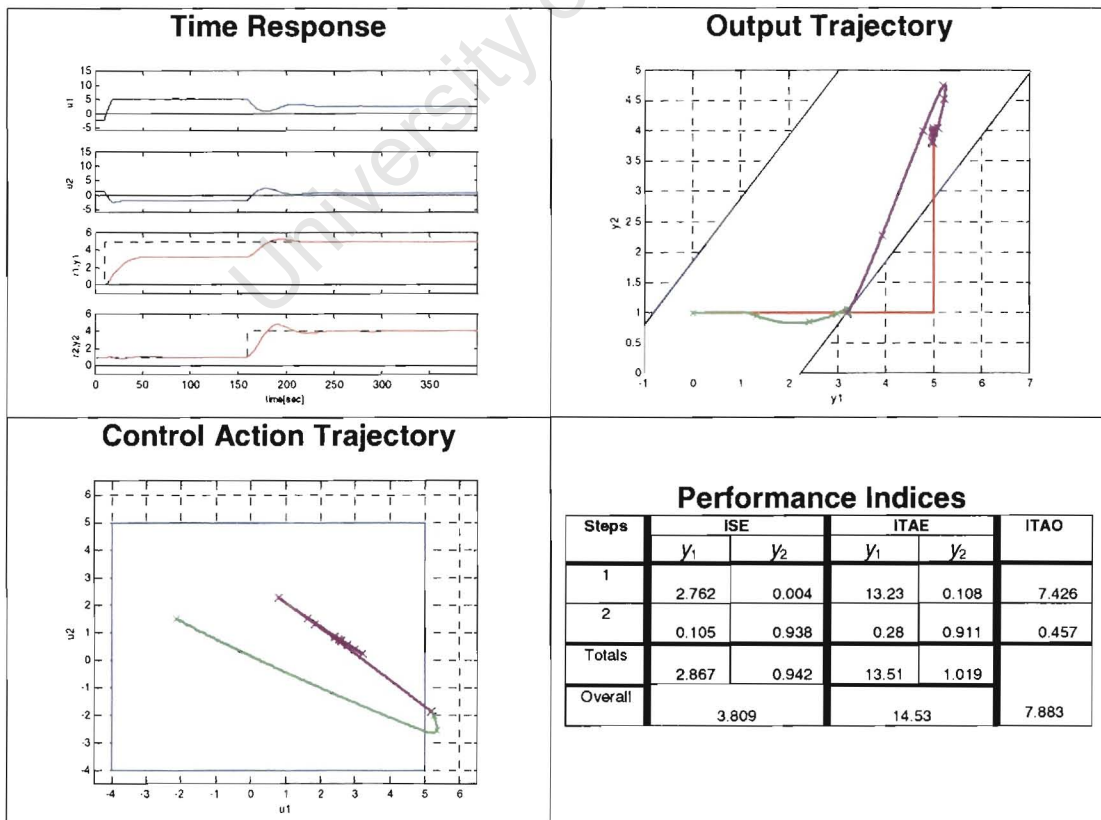 Time Response
15
10
5
0
-5
u1
15
10
5
0
-5
u2
6
4
2
0
r1,y1
6
4
2
0
r2,y2
0 50 100 150 200 250 300 350
time[sec]
Output Trajectory
5
4 5
4
3 5
3
2 5
2
1 5
1
0 5
0
y2
-1 0 1 2 3 4 5 6 7
y1
University O
Control Action Trajectory
6
5
4
3
2
1
0
-1
-2
-3
-4
u2
-4 -3 -2 -1 0 1 2 3 4 5 6
u1
Performance Indices
Steps ISE ITAE ITAO
y1 y2 y1 y2
1 2.762 0.004 13.23 0.108 7.426
2 0.105 0.938 0.28 0.911 0.457
Totals 2.867 0.942 13.51 1.019
Overall 3.809 14.53 7.883